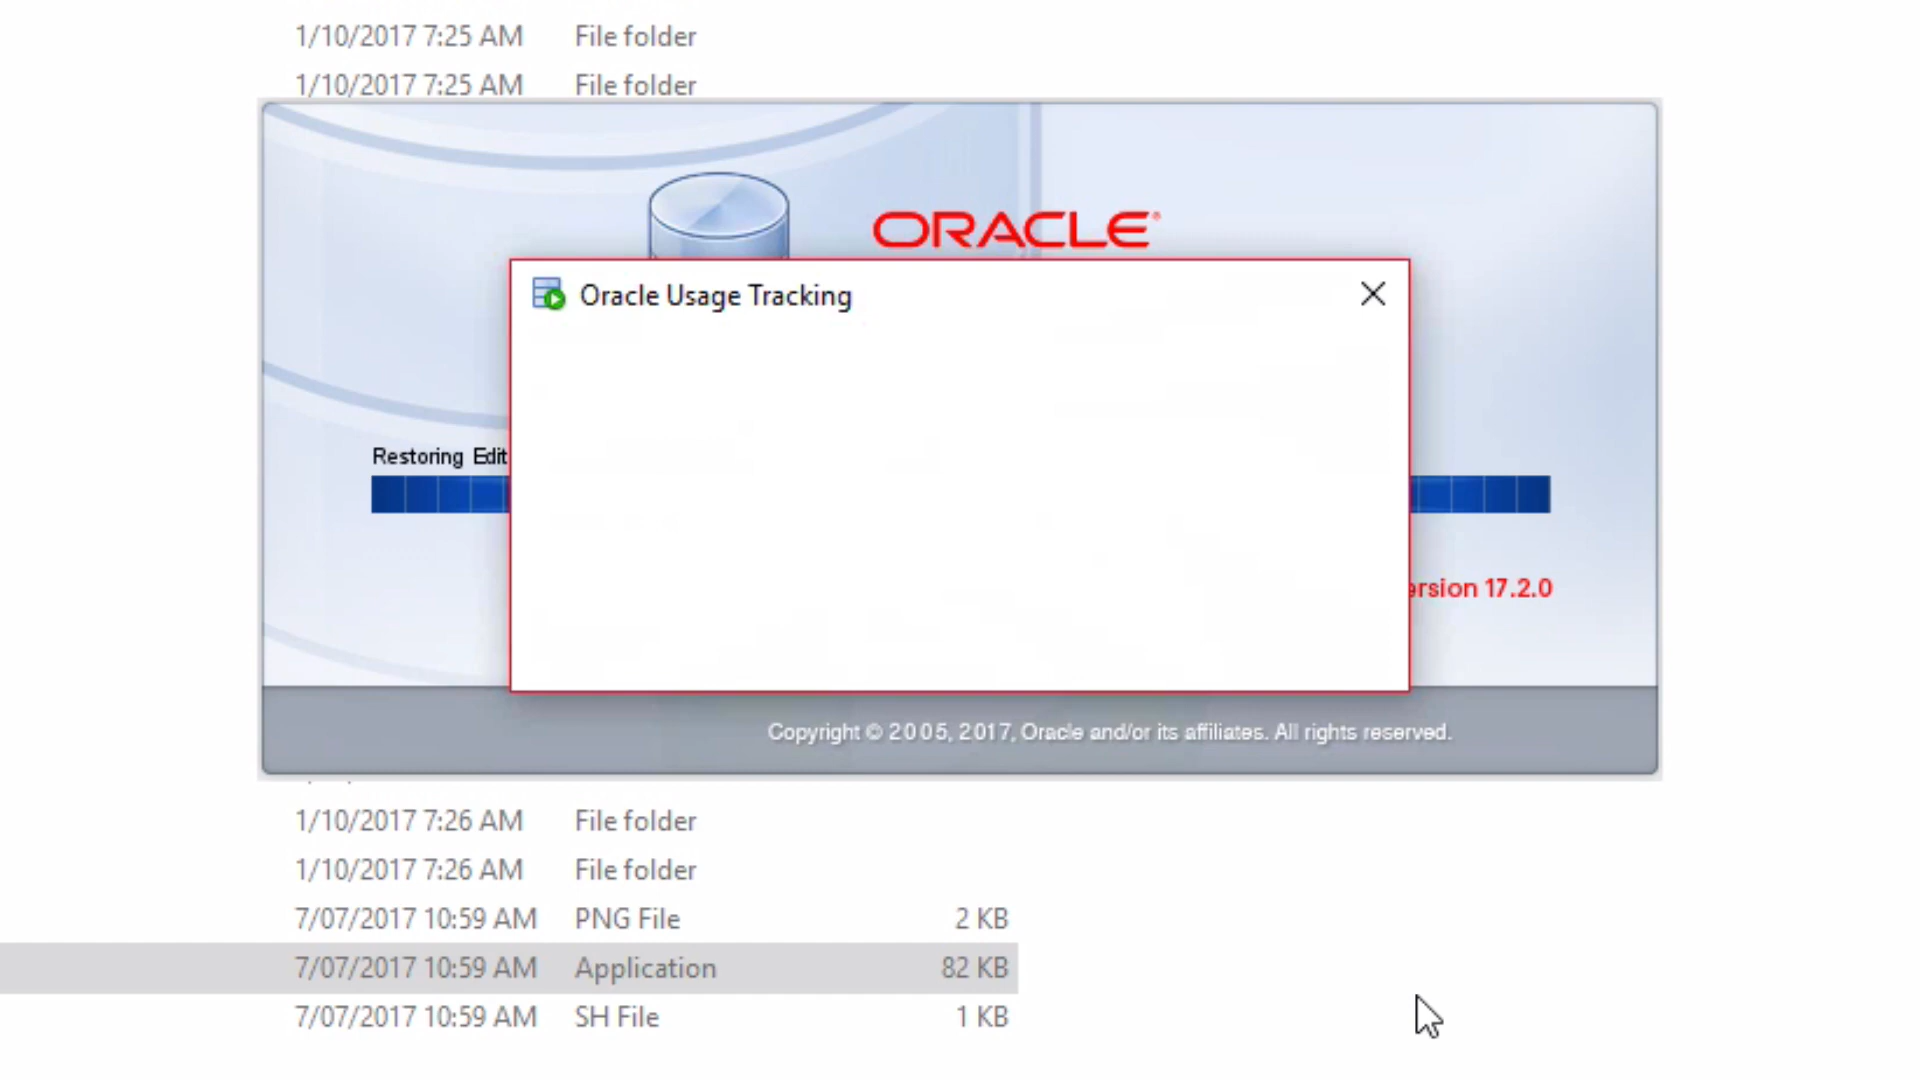 1/10/2017 7:25 AM File folder
1/10/2017 7:25 AM File folder
ORACLE®
Oracle Usage Tracking
Restoring Edit
ersion 17.2.0
Copyright © 2005, 2017, Oracle and/or its affiliates. All rights reserved.
1/10/2017 7:26 AM File folder
1/10/2017 7:26 AM File folder
7/07/2017 10:59 AM PNG File 2 KB
7/07/2017 10:59 AM Application 82 KB
7/07/2017 10:59 AM SH File 1 KB